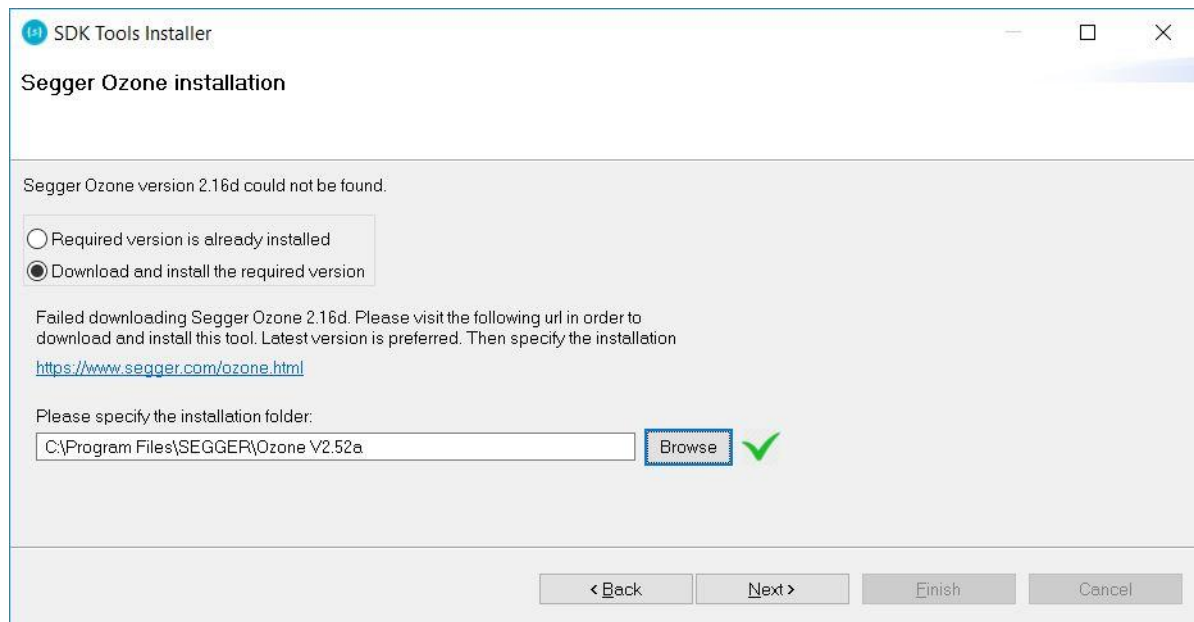 SDK Tools Installer
Segger Ozone installation
Segger Ozone version 2.16d could not be found.
Required version is already installed
Download and install the required version
Failed downloading Segger Ozone 2.16d. Please visit the following url in order to
download and install this tool. Latest version is preferred. Then specify the installation
https://www.segger.com/ozone.html
Please specify the installation folder:
C:\Program Files\SEGGER\Ozone V2.52a
Browse
< Back
Next >
Finish
Cancel